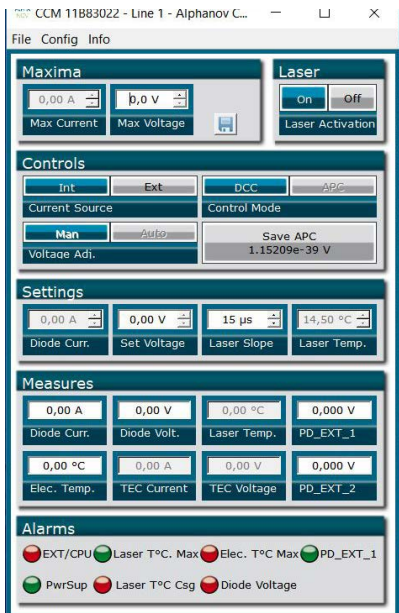 CCM 11B83022 - Line 1 - Alphanov C...
File Config Info
Maxima
0,00 A
0,0 V
Max Current Max Voltage
Laser
On Off
Laser Activation
Controls
Int Ext
Current Source
DCC APC
Control Mode
Man Auto
Voltage Adj.
Save APC
1.15209e-39 V
Settings
0,00 A 0,00 V 15 µs 14,50 °C
Diode Curr. Set Voltage Laser Slope Laser Temp.
Measures
0,00 A 0,00 V 0,00 °C 0,000 V
Diode Curr. Diode Volt. Laser Temp. PD_EXT_1
0,00 °C 0,00 A 0,00 V 0,000 V
Elec. Temp. TEC Current TEC Voltage PD_EXT_2
Alarms
EXT/CPU Laser T°C. Max Elec. T°C Max PD_EXT_1
PwrSup Laser T°C Csg Diode Voltage